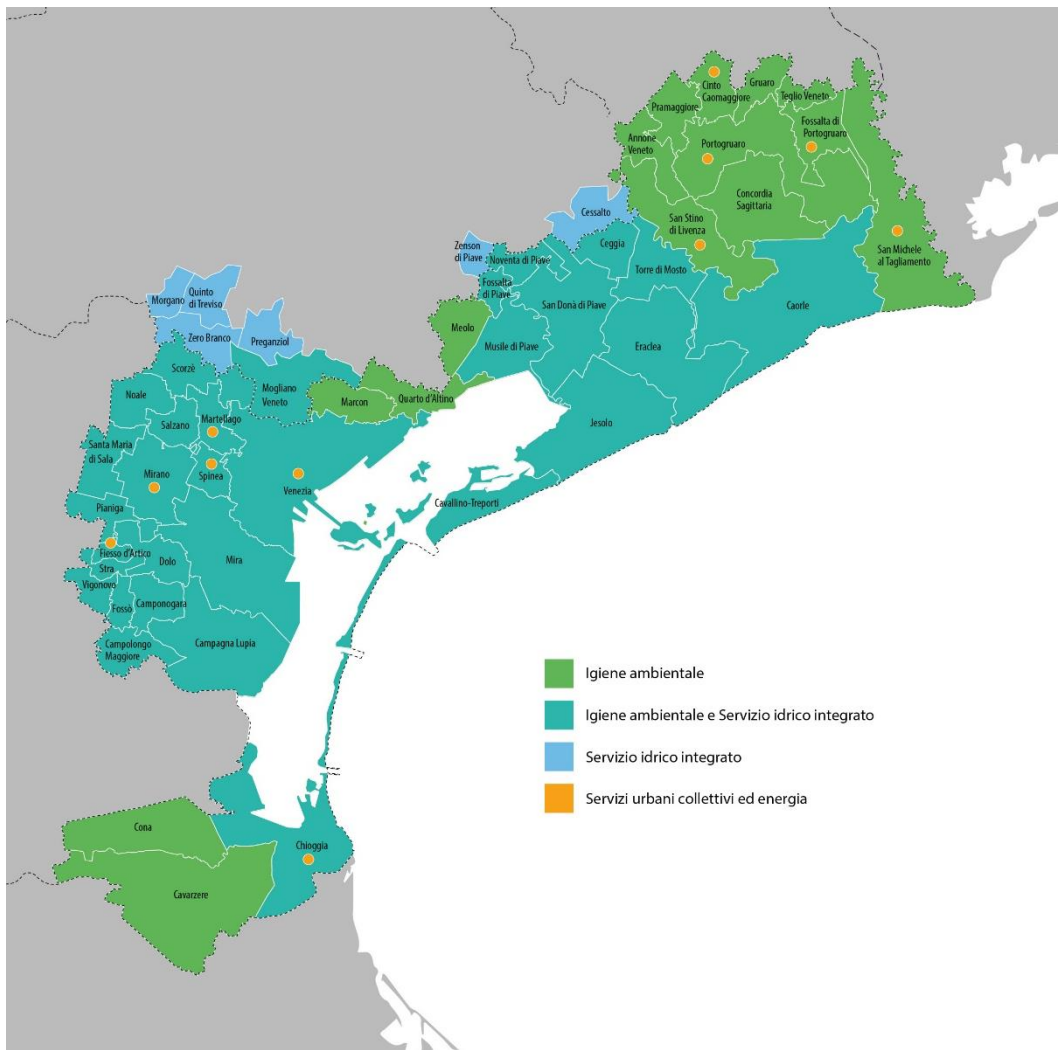 Cinto
Caomaggiore
Gruaro
Teglio Veneto
Pramaggiore
Fossalta di
Portogruaro
Annone
Veneto
Portogruaro
Concordia
Sagittaria
San Stino
di Livenza
San Michele
al Tagliamento
Cessalto
Ceggia
Torre di Mosto
Caorle
Zenson
di Piave
Noventa di Piave
Fossalta
di Piave
San Donà di Piave
Meolo
Musile di Piave
Eraclea
Jesolo
Morgano
Quinto
di Treviso
Zero Branco
Preganziol
Scorzè
Mogliano
Veneto
Marcon
Quarto d'Altino
Noale
Salzano
Martellago
Santa Maria
di Sala
Mirano
Spinea
Venezia
Cavallino-Treporti
Pianiga
Fiesso d'Artico
Dolo
Mira
Stra
Vigonovo
Fossò
Camponogara
Campolongo
Maggiore
Campagna Lupia
Igiene ambientale
Igiene ambientale e Servizio idrico integrato
Servizio idrico integrato
Servizi urbani collettivi ed energia
Cona
Chioggia
Cavarzere